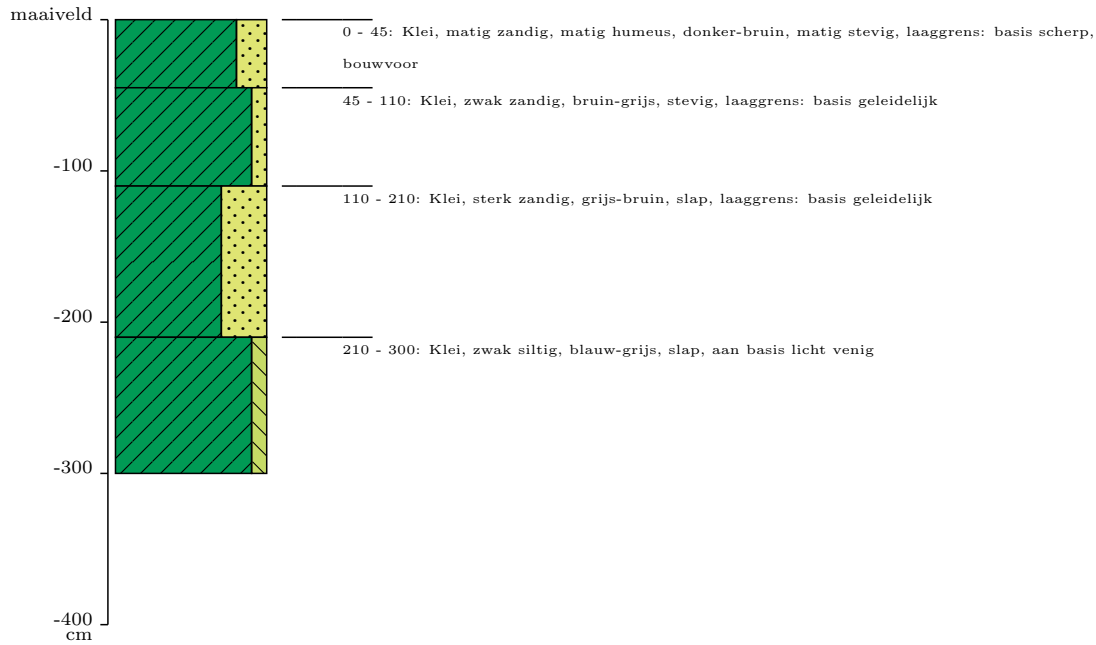 maaiveld
0 - 45: Klei, matig zandig, matig humeus, donker-bruin, matig stevig, laaggrens: basis scherp,
bouwvoor
45 - 110: Klei, zwak zandig, bruin-grijs, stevig, laaggrens: basis geleidelijk
-100
110 - 210: Klei, sterk zandig, grijs-bruin, slap, laaggrens: basis geleidelijk
-200
210 - 300: Klei, zwak siltig, blauw-grijs, slap, aan basis licht venig
-300
-400
cm